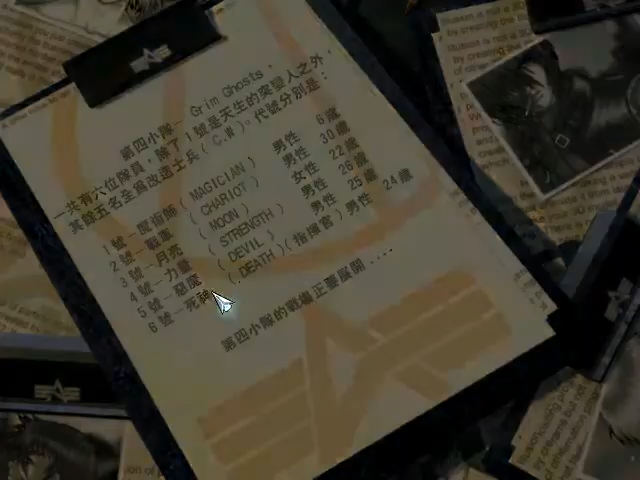 第四小隊— Grim Ghosts，
一共有六位隊員，除了1號是天生的突變人之外，
其餘五名全為改造士兵(C.W)。代號分別是：
1號—魔術師 (MAGICIAN) 男性 6歲
2號—戰車 (CHARIOT) 男性 30歲
3號—月亮 (MOON) 女性 22歲
4號—力量 (STRENGTH) 男性 26歲
5號—惡魔 (DEVIL) 男性 25歲
6號—死神 (DEATH)(指揮官) 男性 24歲
第四小隊的戰場正要展開....